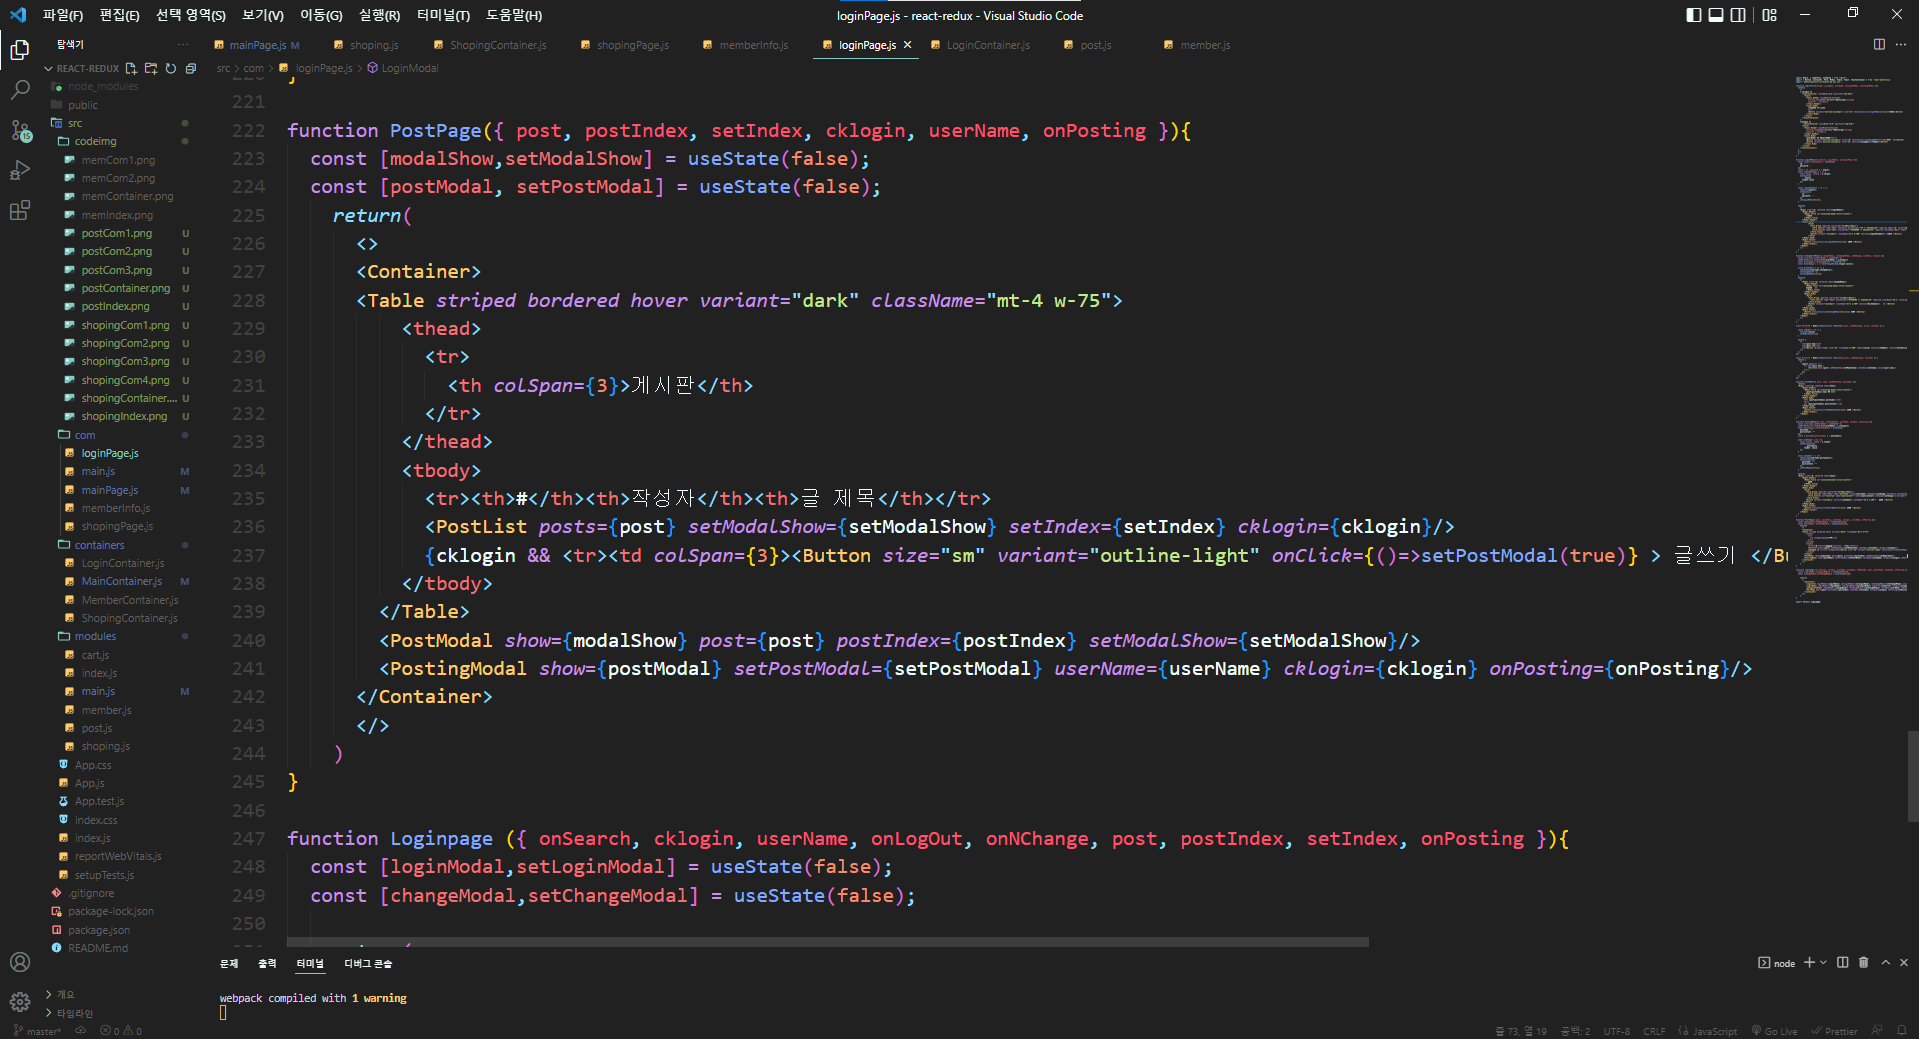 파일(F) 편집(E) 선택 영역(S) 보기(V) 이동(G) 실행(R) 터미널(T) 도움말(H)
loginPage.js - react-redux - Visual Studio Code
탐색기
mainPage.js M shoping.js ShopingContainer.js shopingPage.js memberInfo.js loginPage.js LoginContainer.js post.js member.js
REACT-REDUX
src > com > loginPage.js > LoginModal
node_modules
public
src
codeimg
memCom1.png
memCom2.png
memContainer.png
memIndex.png
postCom1.png U
postCom2.png U
postCom3.png U
postContainer.png U
postIndex.png U
shopingCom1.png U
shopingCom2.png U
shopingCom3.png U
shopingCom4.png U
shopingContainer.... U
shopingIndex.png U
com
loginPage.js
main.js M
mainPage.js M
memberInfo.js
shopingPage.js
containers
LoginContainer.js
MainContainer.js M
MemberContainer.js
ShopingContainer.js
modules
cart.js
index.js
main.js M
member.js
post.js
shoping.js
App.css
App.js
App.test.js
index.css
index.js
reportWebVitals.js
setupTests.js
.gitignore
package-lock.json
package.json
README.md
개요
타임라인
15
220 }
221
222 function PostPage({ post, postIndex, setIndex, cklogin, userName, onPosting }){
223 const [modalShow,setModalShow] = useState(false);
224 const [postModal, setPostModal] = useState(false);
225 return(
226 <>
227 <Container>
228 <Table striped bordered hover variant="dark" className="mt-4 w-75">
229 <thead>
230 <tr>
231 <th colSpan={3}>게시판</th>
232 </tr>
233 </thead>
234 <tbody>
235 <tr><th>#</th><th>작성자</th><th>글 제목</th></tr>
236 <PostList posts={post} setModalShow={setModalShow} setIndex={setIndex} cklogin={cklogin}/>
237 {cklogin && <tr><td colSpan={3}><Button size="sm" variant="outline-light" onClick={()=>setPostModal(true)} > 글쓰기 </Bu
238 </tbody>
239 </Table>
240 <PostModal show={modalShow} post={post} postIndex={postIndex} setModalShow={setModalShow}/>
241 <PostingModal show={postModal} setPostModal={setPostModal} userName={userName} cklogin={cklogin} onPosting={onPosting}/>
242 </Container>
243 </>
244 )
245 }
246
247 function Loginpage ({ onSearch, cklogin, userName, onLogOut, onNChange, post, postIndex, setIndex, onPosting }){
248 const [loginModal,setLoginModal] = useState(false);
249 const [changeModal,setChangeModal] = useState(false);
250
문제 출력 터미널 디버그 콘솔
node
webpack compiled with 1 warning
master* 0 0
줄 73, 열 19 공백: 2 UTF-8 CRLF JavaScript Go Live Prettier